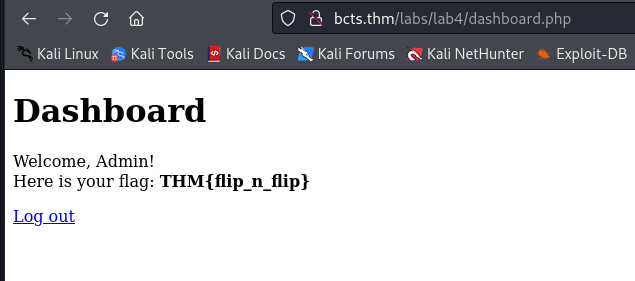 bcts.thm/labs/lab4/dashboard.php
Kali Linux Kali Tools Kali Docs Kali Forums Kali NetHunter Exploit-DB
Dashboard
Welcome, Admin!
Here is your flag: THM{flip_n_flip}
Log out